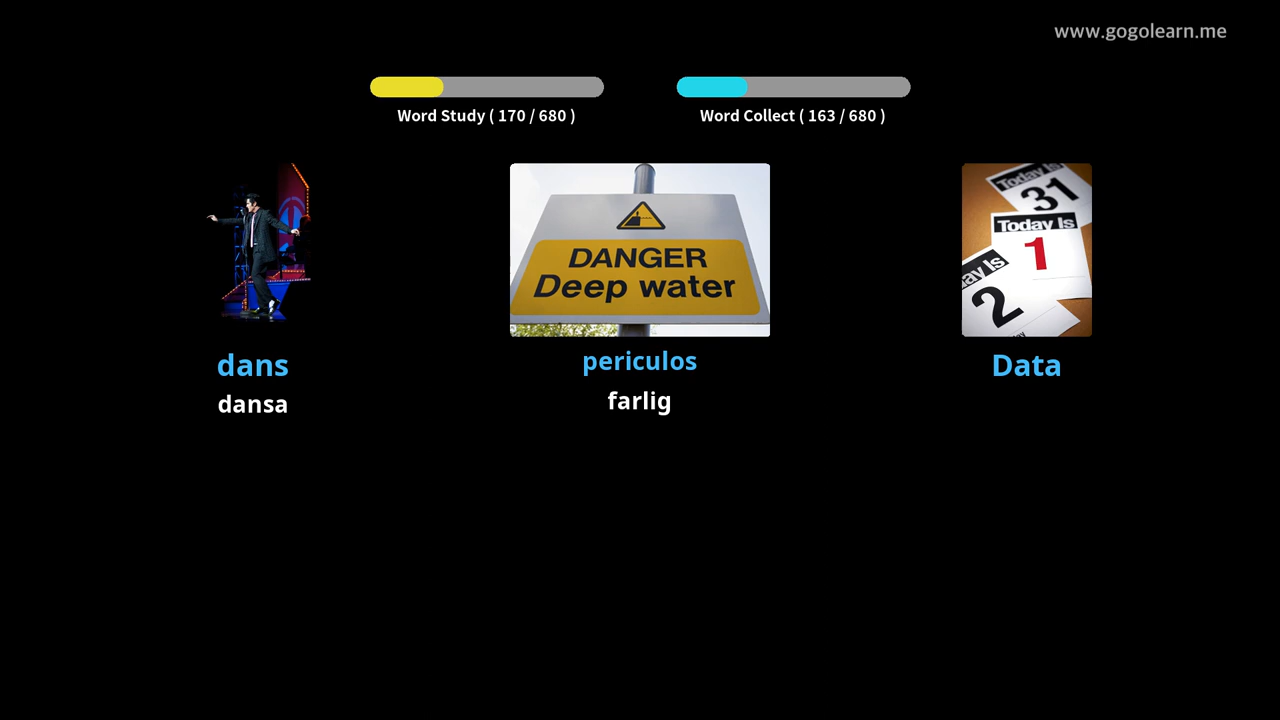 www.gogolearn.me
Word Study ( 170 / 680 )
Word Collect ( 163 / 680 )
DANGER
Deep water
Today Is
31
Today Is
1
ay Is
2
dans
periculos
Data
dansa
farlig